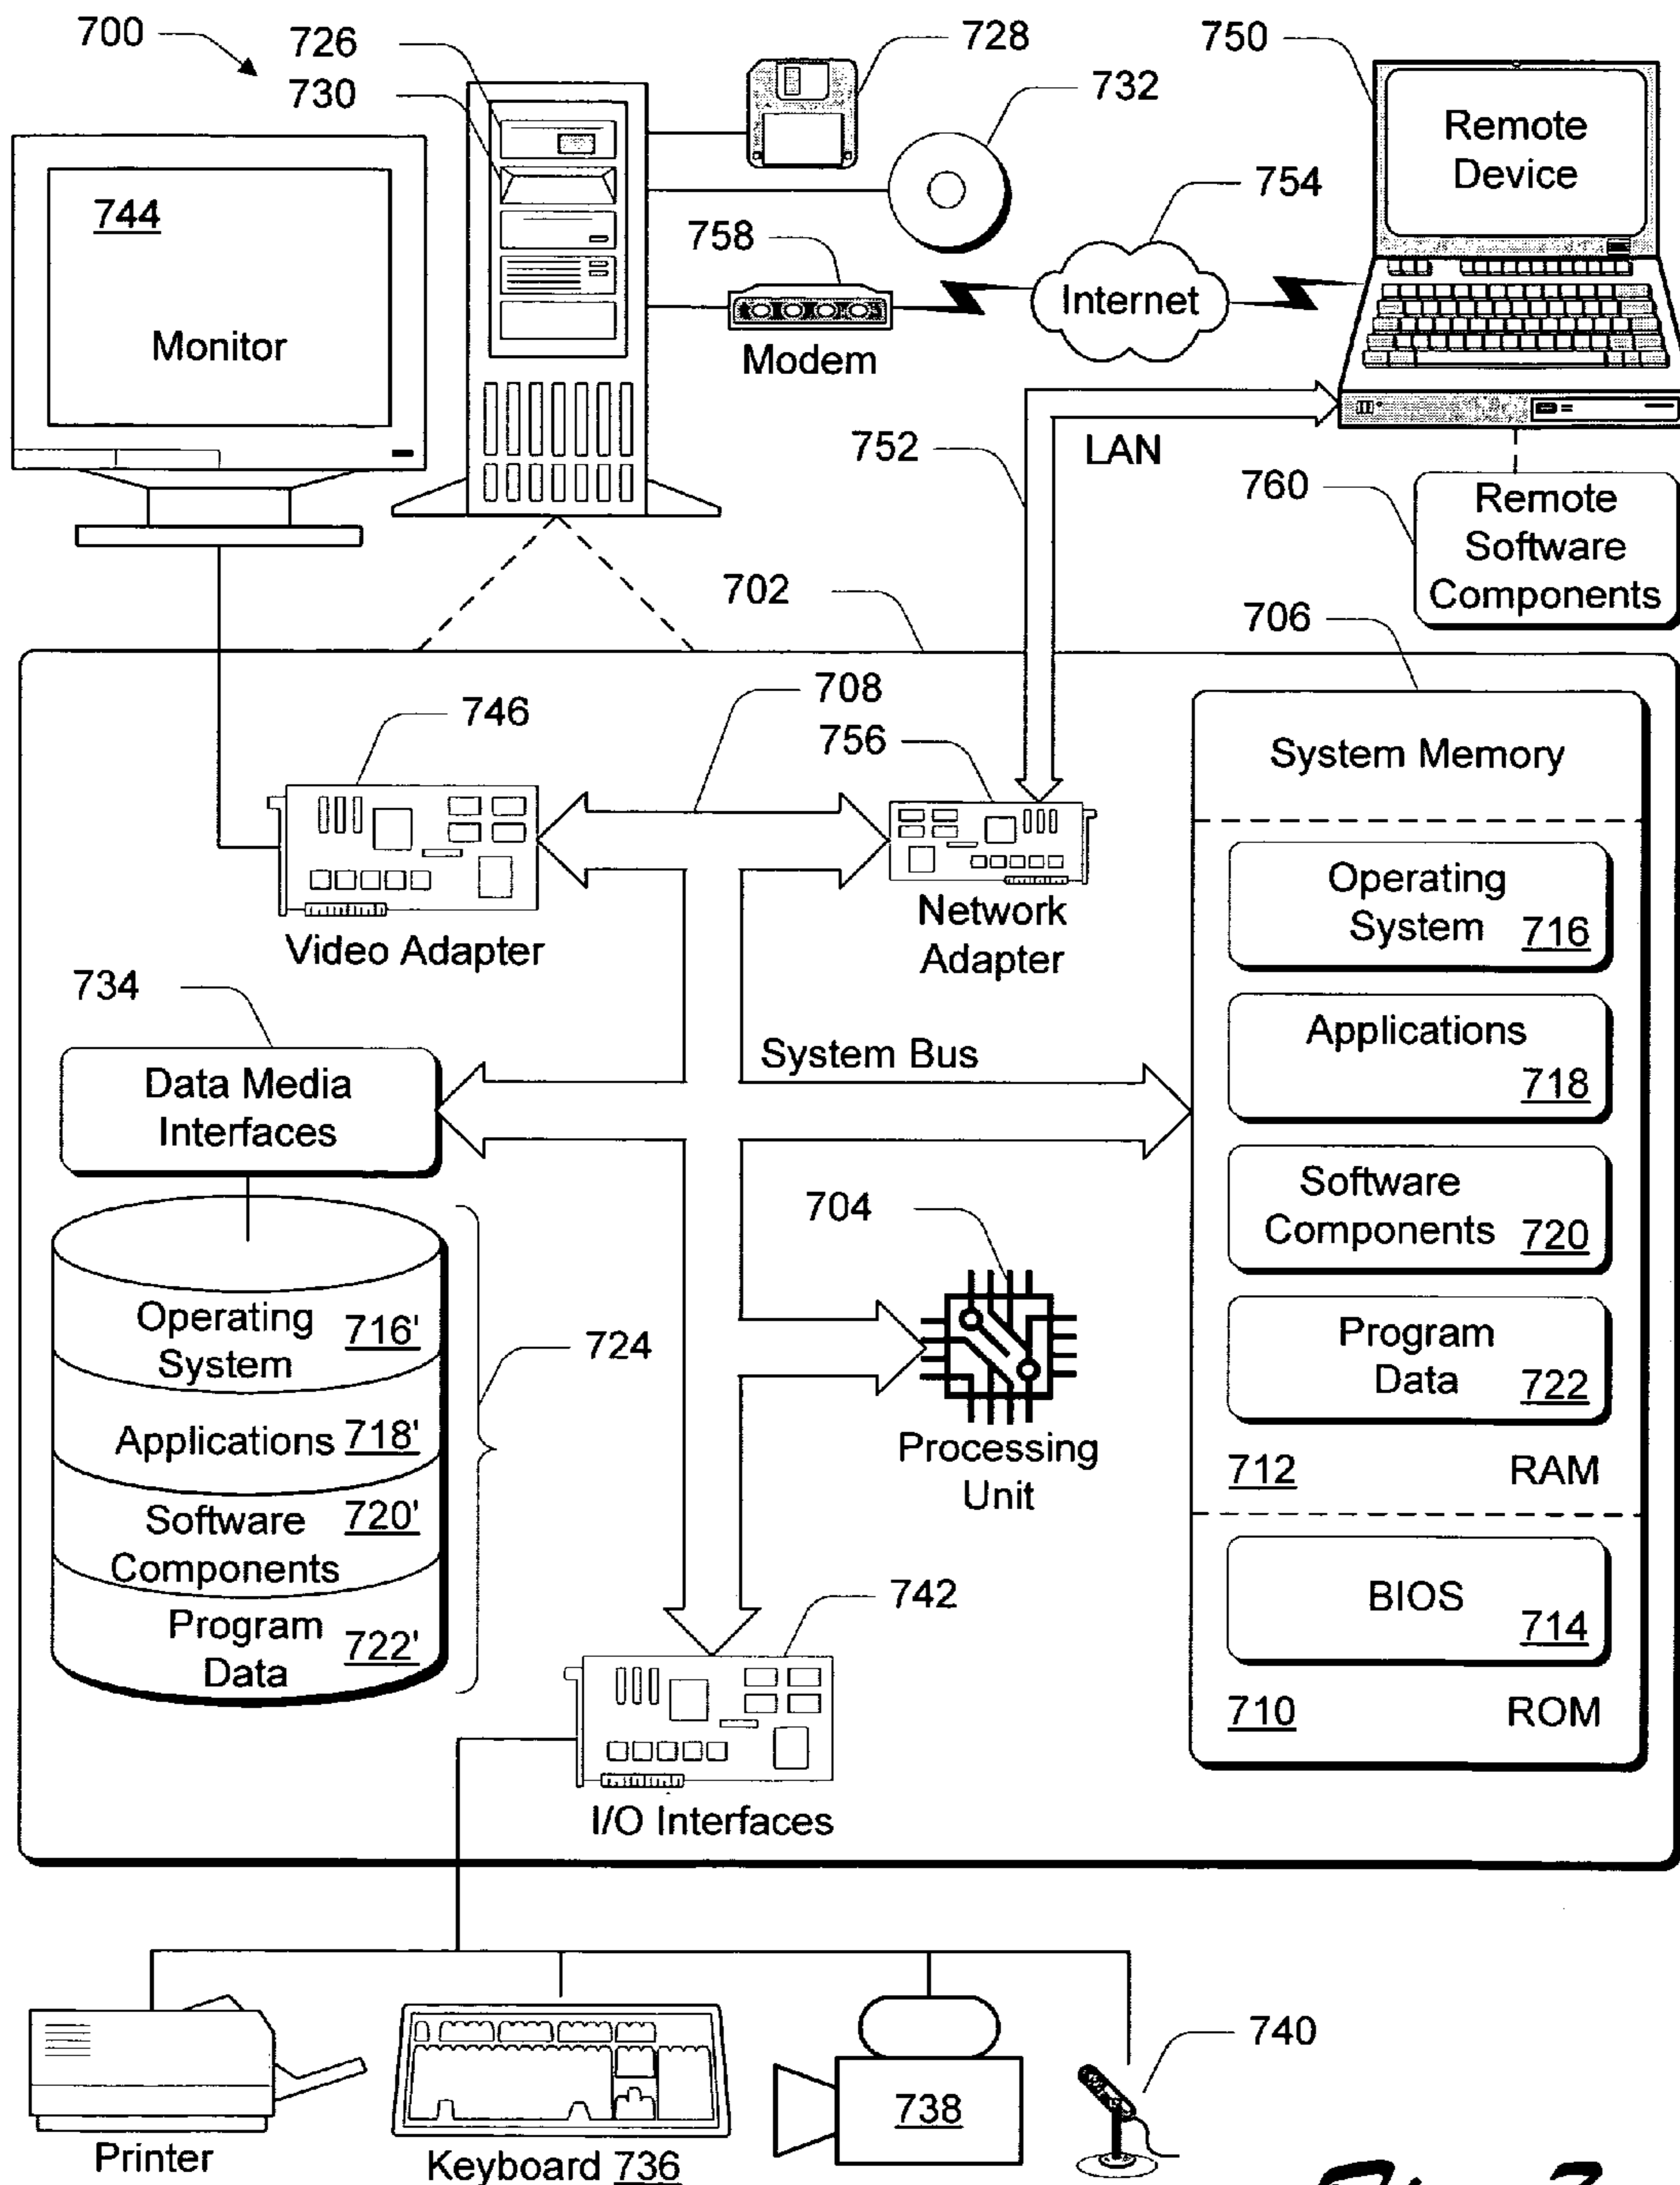 700
726
730
728
732
750
Remote
Device
744
Monitor
758
Modem
754
Internet
752
LAN
760
Remote
Software
Components
702
706
708
746
756
Video Adapter
Network
Adapter
System Memory
Operating
System 716
Applications
718
Software
Components 720
Program
Data 722
712 RAM
BIOS
714
710 ROM
734
Data Media
Interfaces
System Bus
704
Processing
Unit
Operating
System 716'
Applications 718'
Software
Components 720'
Program
Data 722'
724
742
I/O Interfaces
Printer
Keyboard 736
738
740